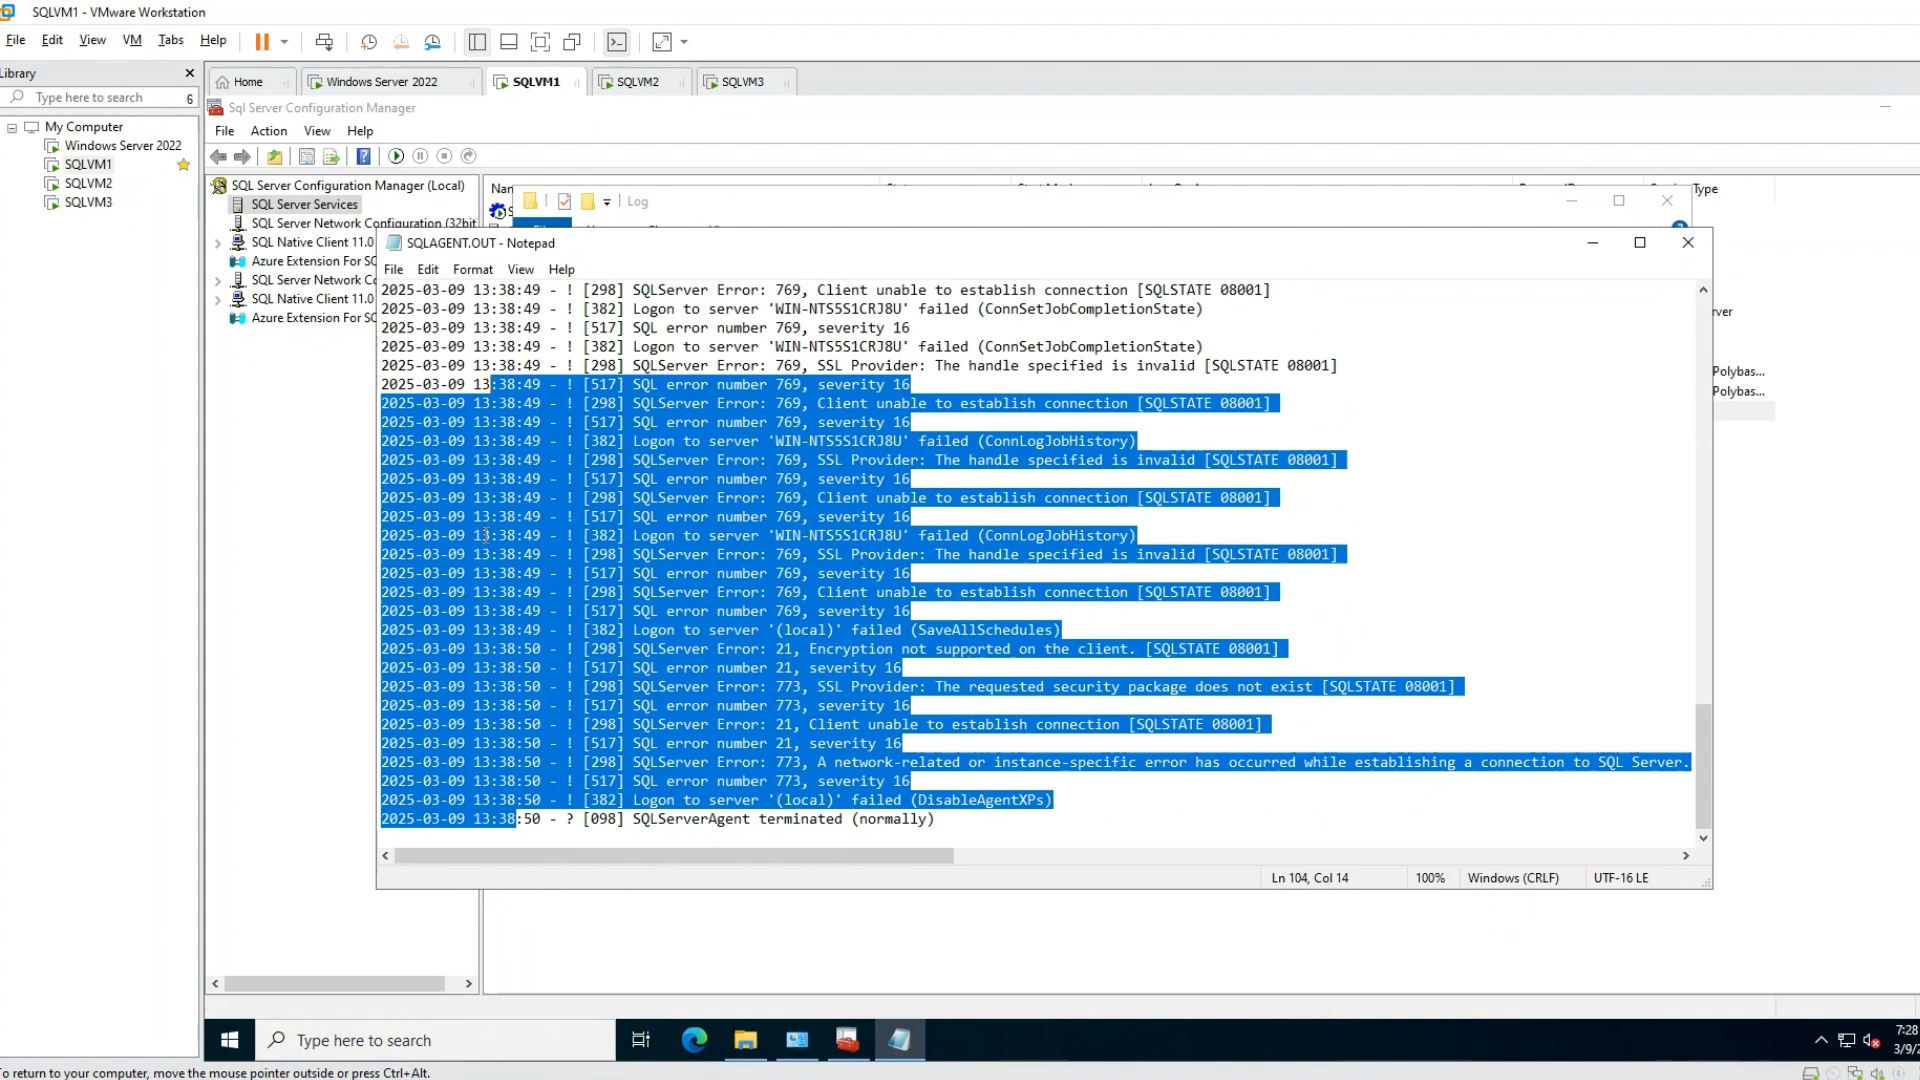 SQLVM1 - VMware Workstation
File Edit View VM Tabs Help
Library
Type here to search 6
My Computer
Windows Server 2022
SQLVM1
SQLVM2
SQLVM3
Home Windows Server 2022 SQLVM1 SQLVM2 SQLVM3
Sql Server Configuration Manager
File Action View Help
SQL Server Configuration Manager (Local)
SQL Server Services
SQL Server Network Configuration (32bit
SQL Native Client 11.0
Azure Extension For SC
SQL Server Network Co
SQL Native Client 11.0
Azure Extension For SC
Nan Type
Log
rver
Polybas...
Polybas...
SQLAGENT.OUT - Notepad
File Edit Format View Help
2025-03-09 13:38:49 - ! [298] SQLServer Error: 769, Client unable to establish connection [SQLSTATE 08001]
2025-03-09 13:38:49 - ! [382] Logon to server 'WIN-NTS5S1CRJ8U' failed (ConnSetJobCompletionState)
2025-03-09 13:38:49 - ! [517] SQL error number 769, severity 16
2025-03-09 13:38:49 - ! [382] Logon to server 'WIN-NTS5S1CRJ8U' failed (ConnSetJobCompletionState)
2025-03-09 13:38:49 - ! [298] SQLServer Error: 769, SSL Provider: The handle specified is invalid [SQLSTATE 08001]
2025-03-09 13:38:49 - ! [517] SQL error number 769, severity 16
2025-03-09 13:38:49 - ! [298] SQLServer Error: 769, Client unable to establish connection [SQLSTATE 08001]
2025-03-09 13:38:49 - ! [517] SQL error number 769, severity 16
2025-03-09 13:38:49 - ! [382] Logon to server 'WIN-NTS5S1CRJ8U' failed (ConnLogJobHistory)
2025-03-09 13:38:49 - ! [298] SQLServer Error: 769, SSL Provider: The handle specified is invalid [SQLSTATE 08001]
2025-03-09 13:38:49 - ! [517] SQL error number 769, severity 16
2025-03-09 13:38:49 - ! [298] SQLServer Error: 769, Client unable to establish connection [SQLSTATE 08001]
2025-03-09 13:38:49 - ! [517] SQL error number 769, severity 16
2025-03-09 13:38:49 - ! [382] Logon to server 'WIN-NTS5S1CRJ8U' failed (ConnLogJobHistory)
2025-03-09 13:38:49 - ! [298] SQLServer Error: 769, SSL Provider: The handle specified is invalid [SQLSTATE 08001]
2025-03-09 13:38:49 - ! [517] SQL error number 769, severity 16
2025-03-09 13:38:49 - ! [298] SQLServer Error: 769, Client unable to establish connection [SQLSTATE 08001]
2025-03-09 13:38:49 - ! [517] SQL error number 769, severity 16
2025-03-09 13:38:49 - ! [382] Logon to server '(local)' failed (SaveAllSchedules)
2025-03-09 13:38:50 - ! [298] SQLServer Error: 21, Encryption not supported on the client. [SQLSTATE 08001]
2025-03-09 13:38:50 - ! [517] SQL error number 21, severity 16
2025-03-09 13:38:50 - ! [298] SQLServer Error: 773, SSL Provider: The requested security package does not exist [SQLSTATE 08001]
2025-03-09 13:38:50 - ! [517] SQL error number 773, severity 16
2025-03-09 13:38:50 - ! [298] SQLServer Error: 21, Client unable to establish connection [SQLSTATE 08001]
2025-03-09 13:38:50 - ! [517] SQL error number 21, severity 16
2025-03-09 13:38:50 - ! [298] SQLServer Error: 773, A network-related or instance-specific error has occurred while establishing a connection to SQL Server.
2025-03-09 13:38:50 - ! [517] SQL error number 773, severity 16
2025-03-09 13:38:50 - ! [382] Logon to server '(local)' failed (DisableAgentXPs)
2025-03-09 13:38:50 - ? [098] SQLServerAgent terminated (normally)
Ln 104, Col 14 100% Windows (CRLF) UTF-16 LE
Type here to search
7:28
3/9/2
To return to your computer, move the mouse pointer outside or press Ctrl+Alt.